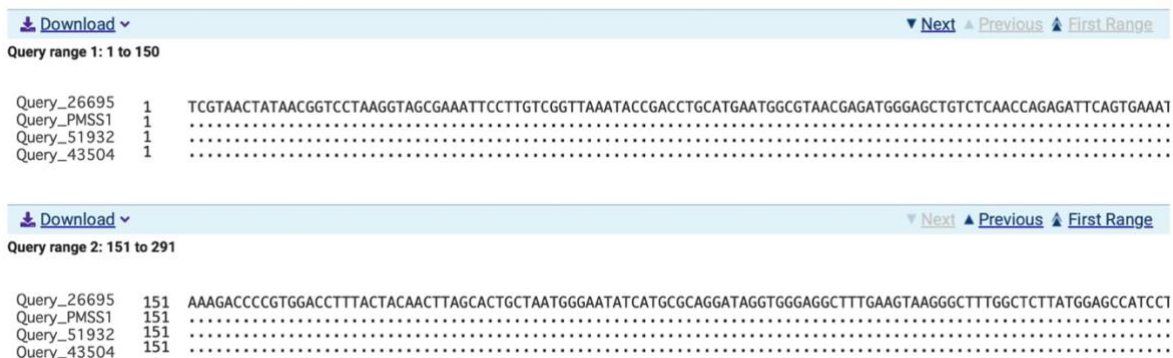 Download
Next Previous First Range
Query range 1: 1 to 150
Query_26695 1 TCGTAACTATAACGGTCCTAAGGTAGCGAAATTCCTTGTCGGTTAAATACCGACCTGCATGAATGGCGTAACGAGATGGGAGCTGTCTCAACCAGAGATTCAGTGAAAT
Query_PMSS1 1 .............................................................................................................
Query_51932 1 .............................................................................................................
Query_43504 1 .............................................................................................................
Download
Next Previous First Range
Query range 2: 151 to 291
Query_26695 151 AAAGACCCCGTGGACCTTTACTACAACTTAGCACTGCTAATGGGAATATCATGCGCAGGATAGGTGGGAGGCTTTGAAGTAAGGGCTTTGGCTCTTATGGAGCCATCCT
Query_PMSS1 151 .............................................................................................................
Query_51932 151 .............................................................................................................
Query_43504 151 .............................................................................................................